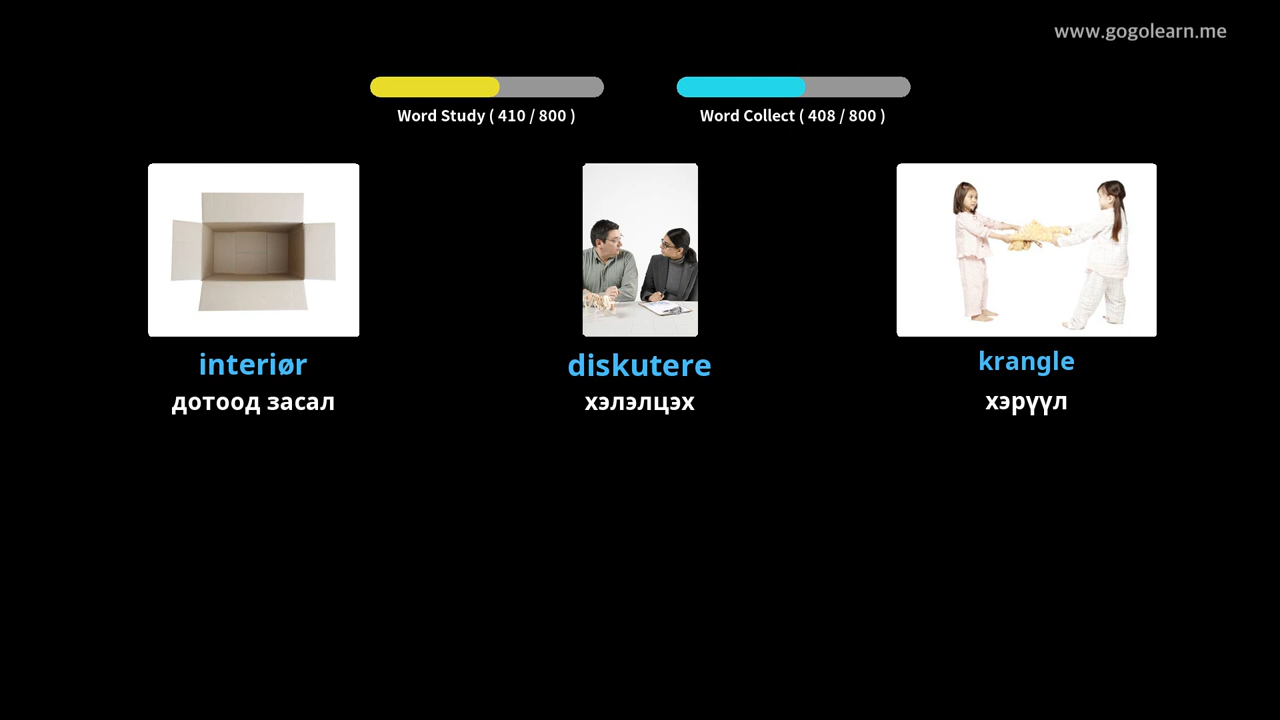 www.gogolearn.me
Word Study ( 410 / 800 )
Word Collect ( 408 / 800 )
interiør
diskutere
krangle
дотоод засал
хэлэлцэх
хэрүүл